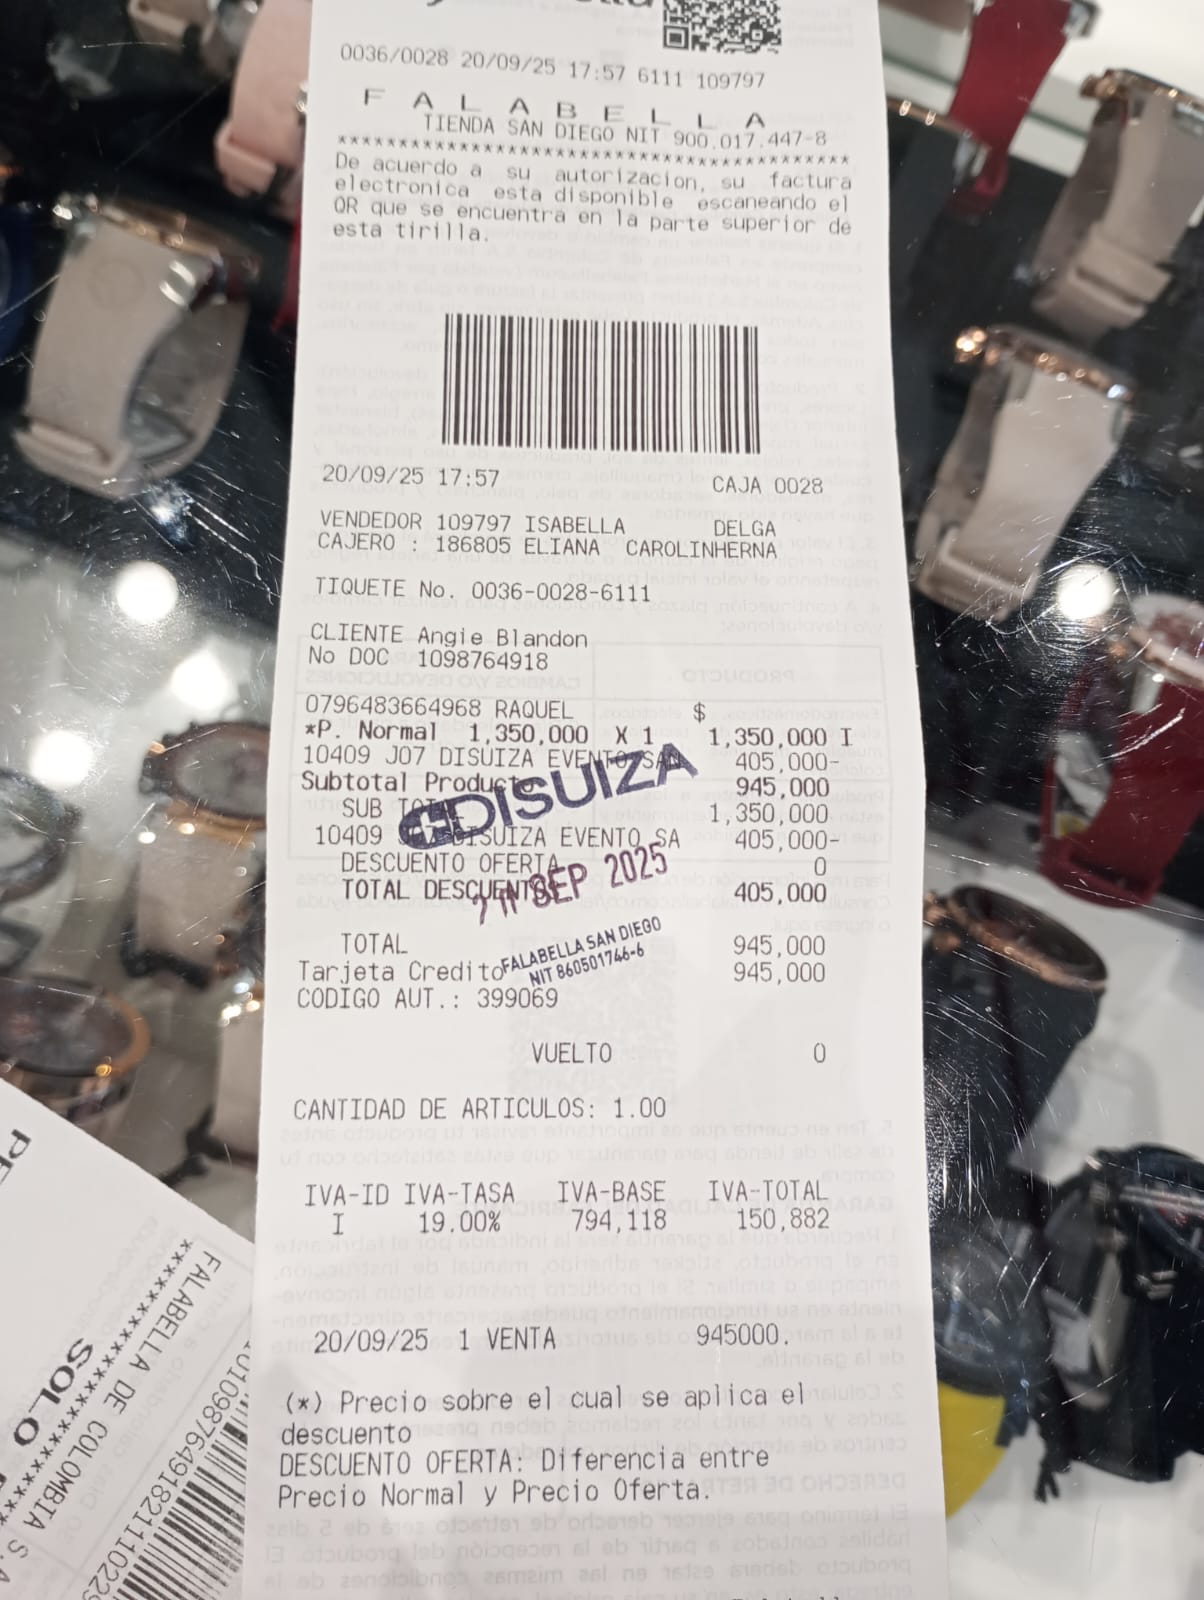 0036/0028 20/09/25 17:57 6111 109797
F A L A B E L L A
TIENDA SAN DIEGO NIT 900.017.447-8
****************************************
De acuerdo a su autorizacion, su factura
electronica esta disponible escaneando el
QR que se encuentra en la parte superior de
esta tirilla.
20/09/25 17:57 CAJA 0028
VENDEDOR 109797 ISABELLA DELGA
CAJERO : 186805 ELIANA CAROLINHERNA
TIQUETE No. 0036-0028-6111
CLIENTE Angie Blandon
No DOC 1098764918
0796483664968 RAQUEL $
*P. Normal 1,350,000 X 1 1,350,000 I
10409 J07 DISUIZA EVENTO SAN 405,000-
Subtotal Producto 945,000
SUB TOTAL 1,350,000
10409 DISUIZA EVENTO SA 405,000-
DESCUENTO OFERTA 0
TOTAL DESCUENTOS 405,000
DISUIZA
SEP 2025
FALABELLA SAN DIEGO
NIT 860501746-6
TOTAL 945,000
Tarjeta Credito 945,000
CODIGO AUT.: 399069
VUELTO 0
CANTIDAD DE ARTICULOS: 1.00
IVA-ID IVA-TASA IVA-BASE IVA-TOTAL
I 19.00% 794,118 150,882
20/09/25 1 VENTA 945000.
(*) Precio sobre el cual se aplica el
descuento
DESCUENTO OFERTA: Diferencia entre
Precio Normal y Precio Oferta.
FALABELLA DE COLOMBIA S.A
SOLO